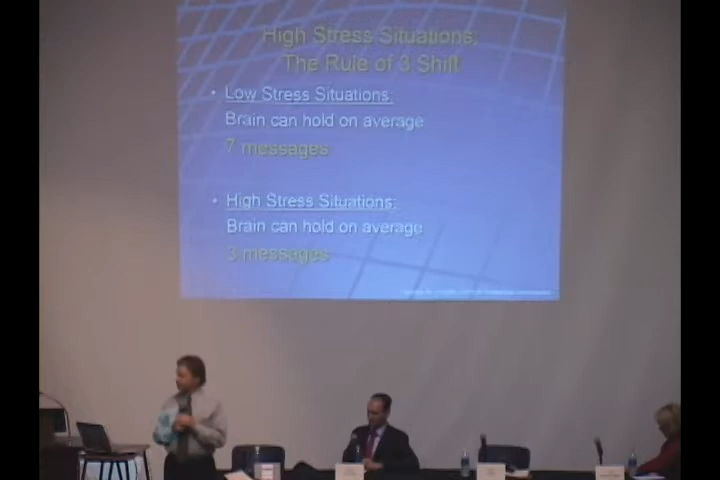 High Stress Situations:
The Rule of 3 Shift
• Low Stress Situations:
Brain can hold on average
7 messages
• High Stress Situations:
Brain can hold on average
3 messages